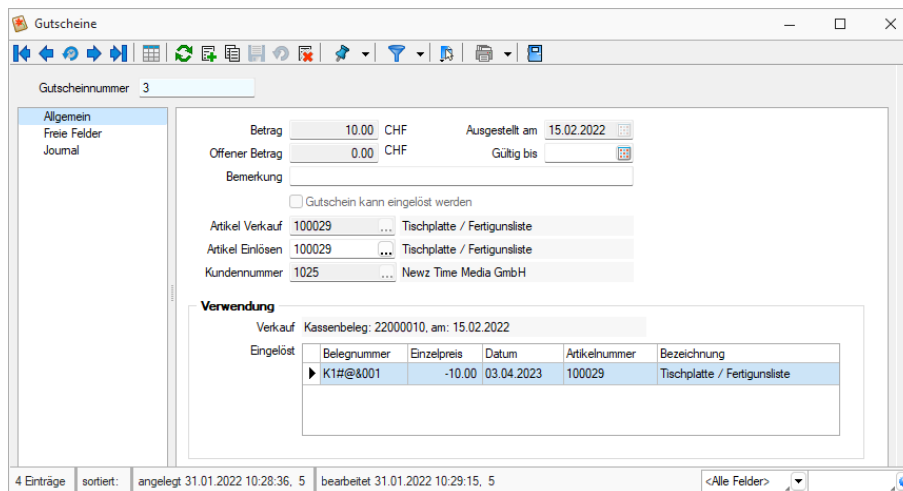 Gutscheine
Gutscheinnummer 3
Allgemein
Freie Felder
Journal
Betrag 10.00 CHF Ausgestellt am 15.02.2022
Offener Betrag 0.00 CHF Gültig bis
Bemerkung
Gutschein kann eingelöst werden
Artikel Verkauf 100029 ... Tischplatte / Fertigunsliste
Artikel Einlösen 100029 ... Tischplatte / Fertigunsliste
Kundennummer 1025 ... Newz Time Media GmbH
Verwendung
Verkauf Kassenbeleg: 22000010, am: 15.02.2022
Eingelöst Belegnummer Einzelpreis Datum Artikelnummer Bezeichnung
K1#@&001 -10.00 03.04.2023 100029 Tischplatte / Fertigunsliste
4 Einträge sortiert: angelegt 31.01.2022 10:28:36, 5 bearbeitet 31.01.2022 10:29:15, 5 <Alle Felder>